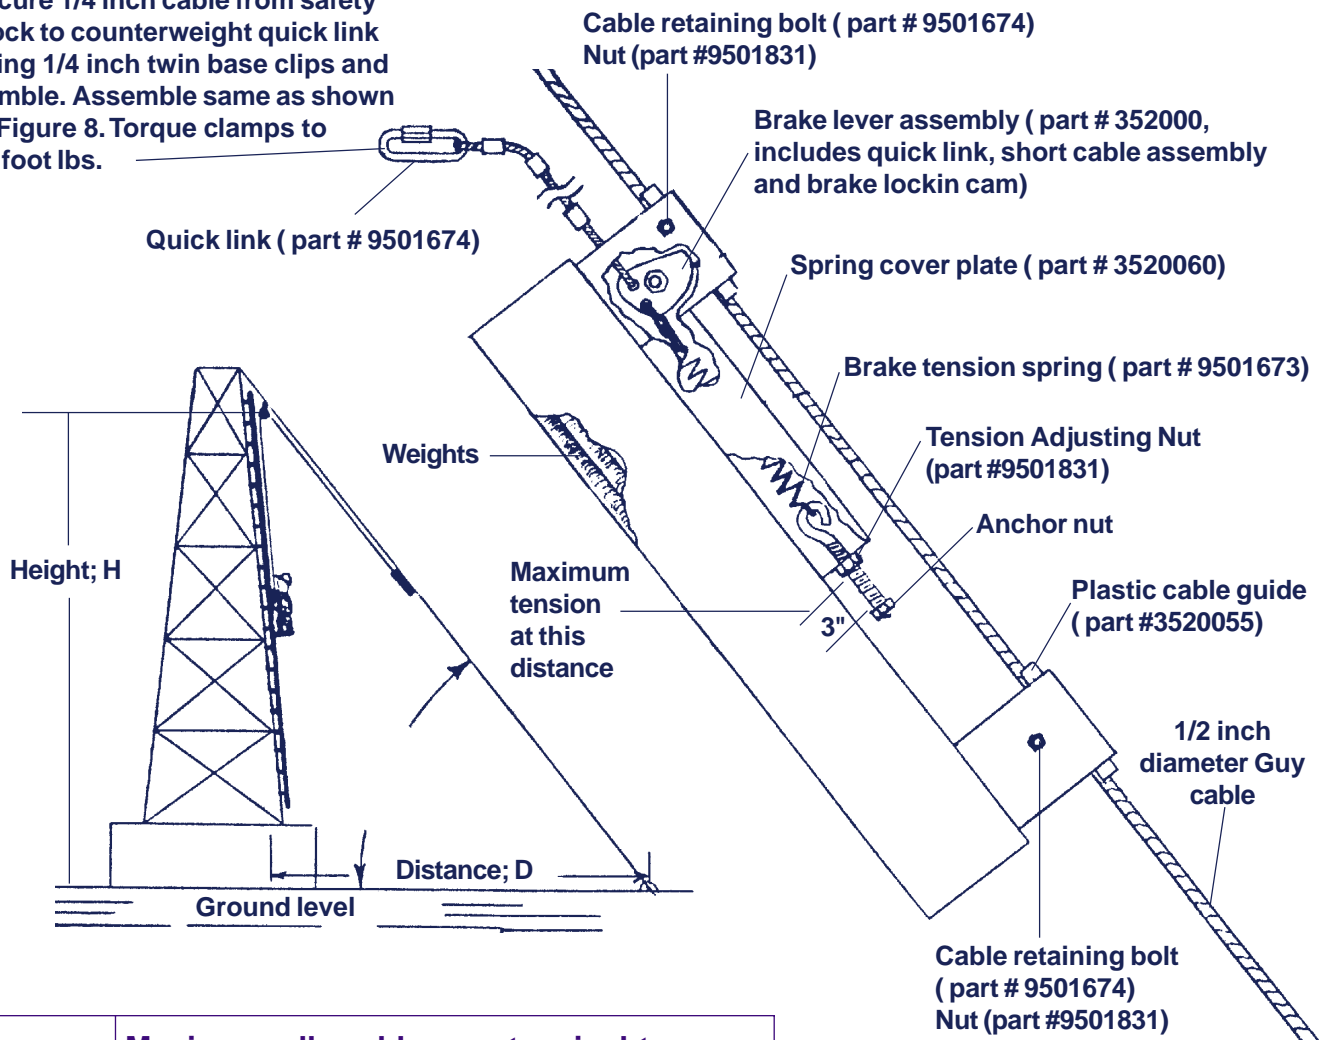 cure 1/4 inch cable from safety
ock to counterweight quick link
ing 1/4 inch twin base clips and
mble. Assemble same as shown
Figure 8. Torque clamps to
foot lbs.
Quick link ( part # 9501674)
Cable retaining bolt ( part # 9501674)
Nut (part #9501831)
Brake lever assembly ( part # 352000,
includes quick link, short cable assembly
and brake lockin cam)
Spring cover plate ( part # 3520060)
Brake tension spring ( part # 9501673)
Tension Adjusting Nut
(part #9501831)
Anchor nut
Plastic cable guide
( part #3520055)
Weights
Maximum
tension
at this
distance
3"
Height; H
Distance; D
Ground level
1/2 inch
diameter Guy
cable
Cable retaining bolt
( part # 9501674)
Nut (part #9501831)